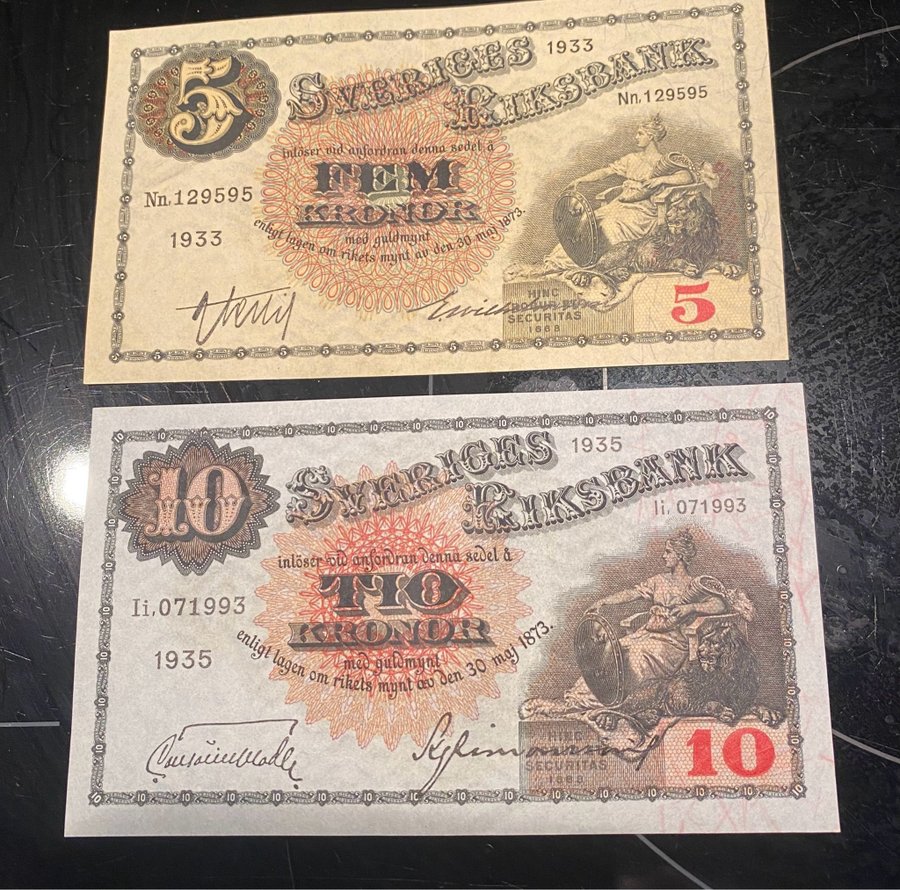 5
SVERIGES 1933
RIKSBANK
Nn, 129595
inlöser vid anfordran denna sedel å
FEM
KRONOR
med guldmynt
enligt lagen om rikets mynt av den 30 maj 1873.
Nn, 129595
1933
HINC
SECURITAS
1668
5
10
SVERIGES 1935
RIKSBANK
Ii, 071993
inlöser vid anfordran denna sedel å
TIO
KRONOR
med guldmynt
enligt lagen om rikets mynt av den 30 maj 1873.
Ii, 071993
1935
HINC
SECURITAS
1668
10